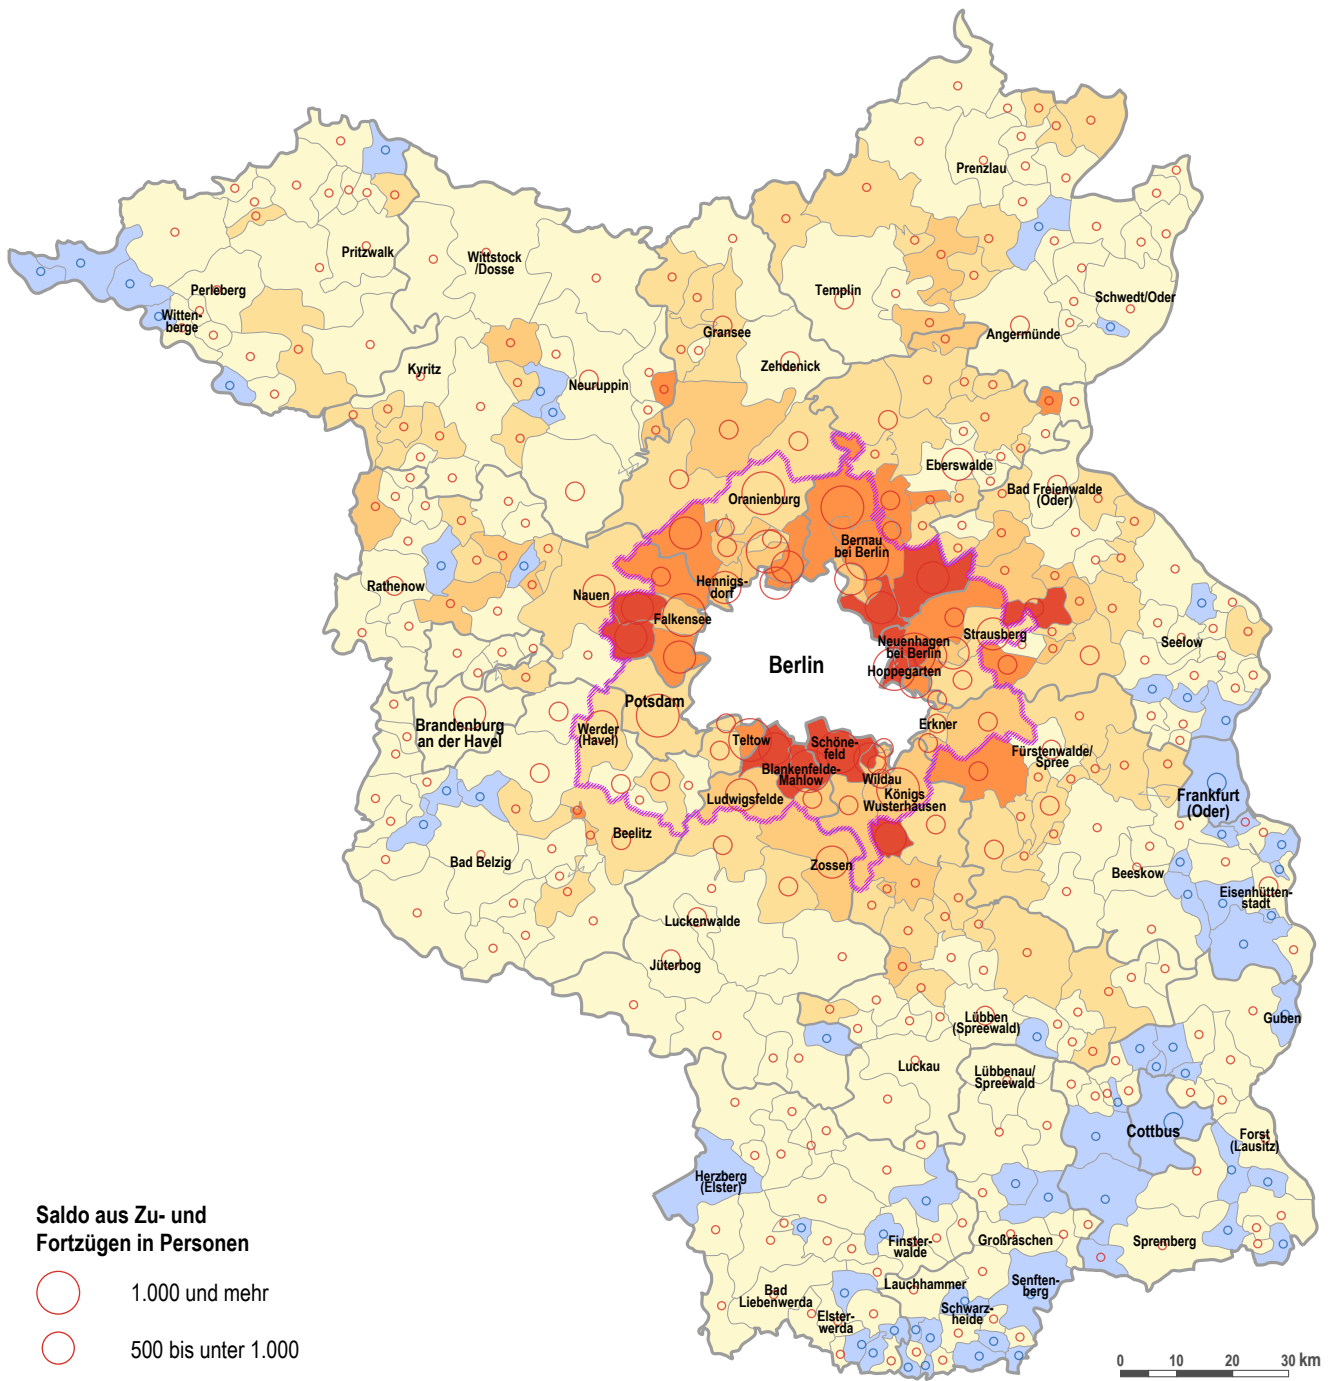 Prenzlau
Pritzwalk
Wittstock
/Dosse
Perleberg
Witten-
berge
Templin
Schwedt/Oder
Gransee
Angermünde
Zehdenick
Kyritz
Neuruppin
Eberswalde
Bad Freienwalde
(Oder)
Oranienburg
Bernau
bei Berlin
Hennigs-
dorf
Rathenow
Nauen
Falkensee
Strausberg
Neuenhagen
bei Berlin
Seelow
Hoppegarten
Berlin
Potsdam
Brandenburg
an der Havel
Werder
(Havel)
Erkner
Teltow
Schöne-
feld
Fürstenwalde/
Spree
Blankenfelde-
Mahlow
Wildau
Ludwigsfelde
Königs
Wusterhausen
Frankfurt
(Oder)
Beelitz
Bad Belzig
Zossen
Beeskow
Eisenhütten-
stadt
Luckenwalde
Jüterbog
Lübben
(Spreewald)
Guben
Luckau
Lübbenau/
Spreewald
Cottbus
Forst
(Lausitz)
Herzberg
(Elster)
Finster-
walde
Großräschen
Spremberg
Lauchhammer
Senften-
berg
Bad
Liebenwerda
Schwarz-
heide
Elster-
werda
Saldo aus Zu- und
Fortzügen in Personen
1.000 und mehr
500 bis unter 1.000
0 10 20 30 km